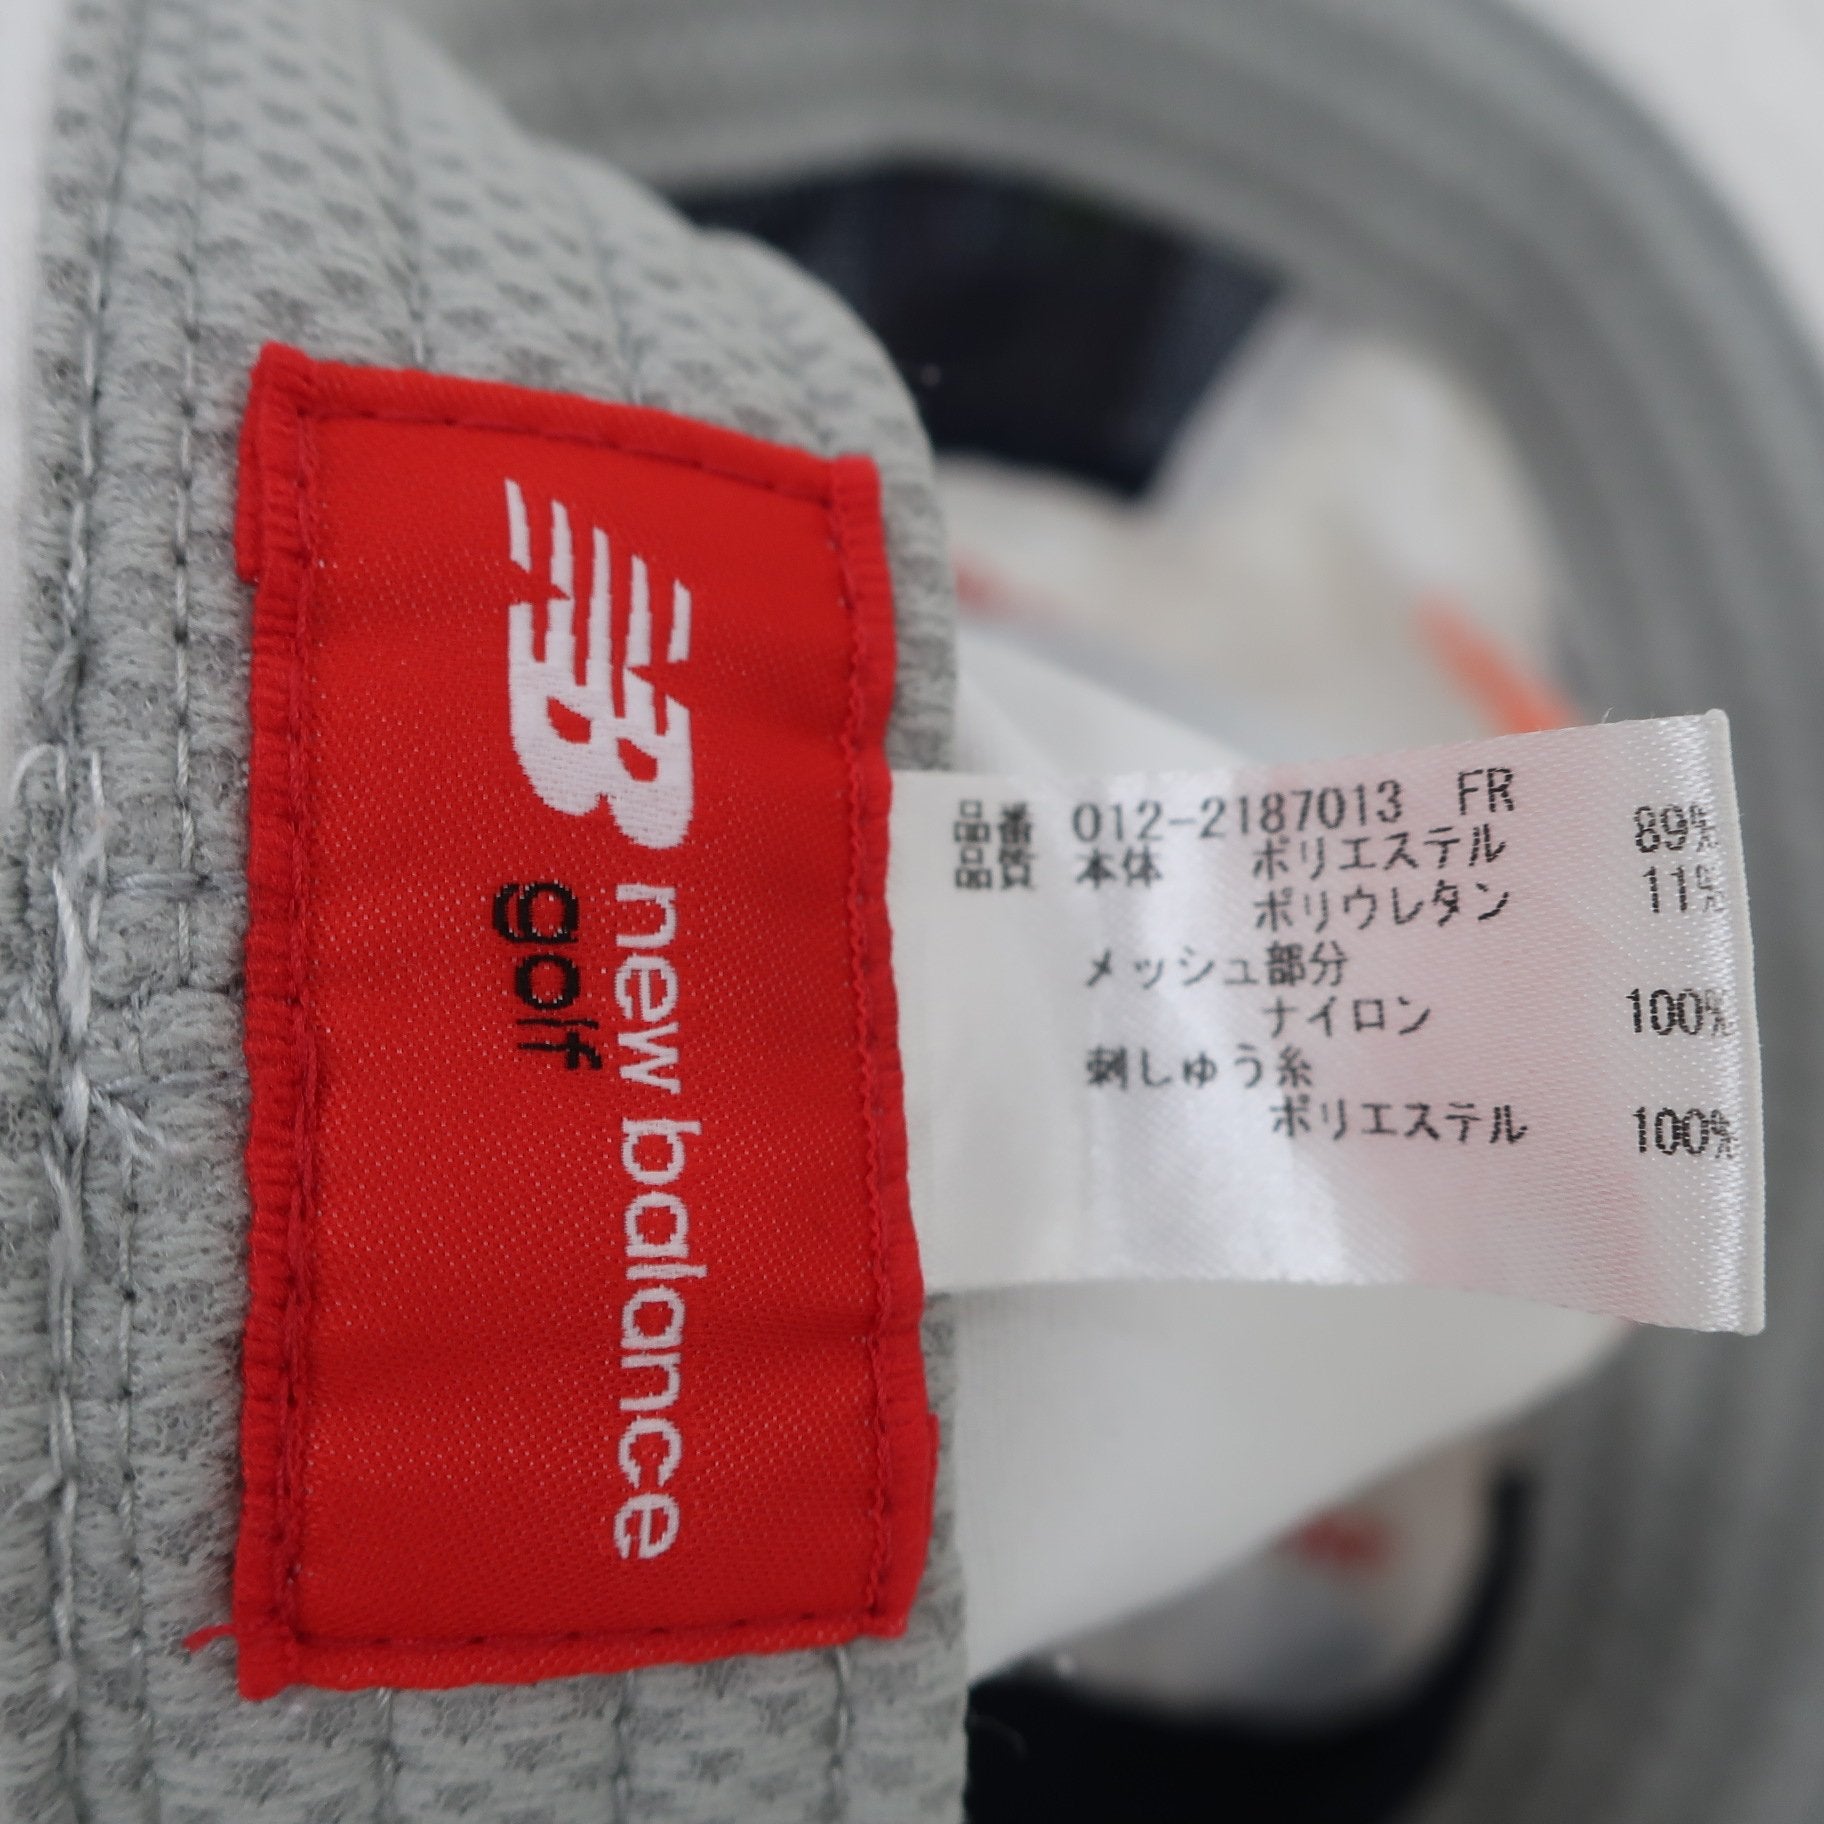 new balance
golf
品番 012-2187013 FR
品質 本体 ポリエステル 89%
ポリウレタン 11%
メッシュ部分
ナイロン 100%
刺しゅう糸
ポリエステル 100%